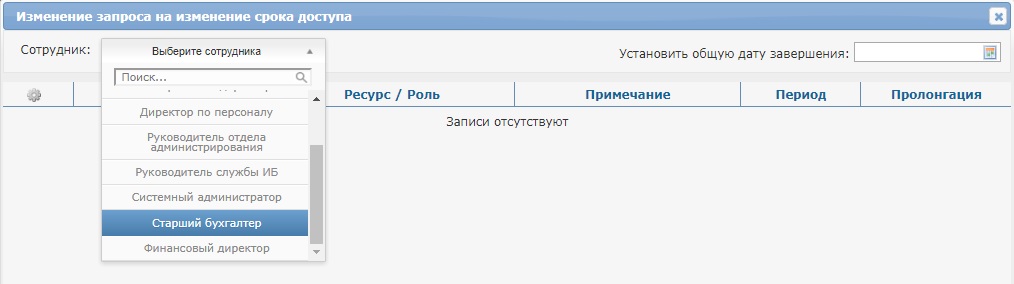 Изменение запроса на изменение срока доступа
Сотрудник:
Выберите сотрудника
Установить общую дату завершения:
Поиск...
Ресурс / Роль
Примечание
Период
Пролонгация
Записи отсутствуют
Директор по персоналу
Руководитель отдела
администрирования
Руководитель службы ИБ
Системный администратор
Старший бухгалтер
Финансовый директор